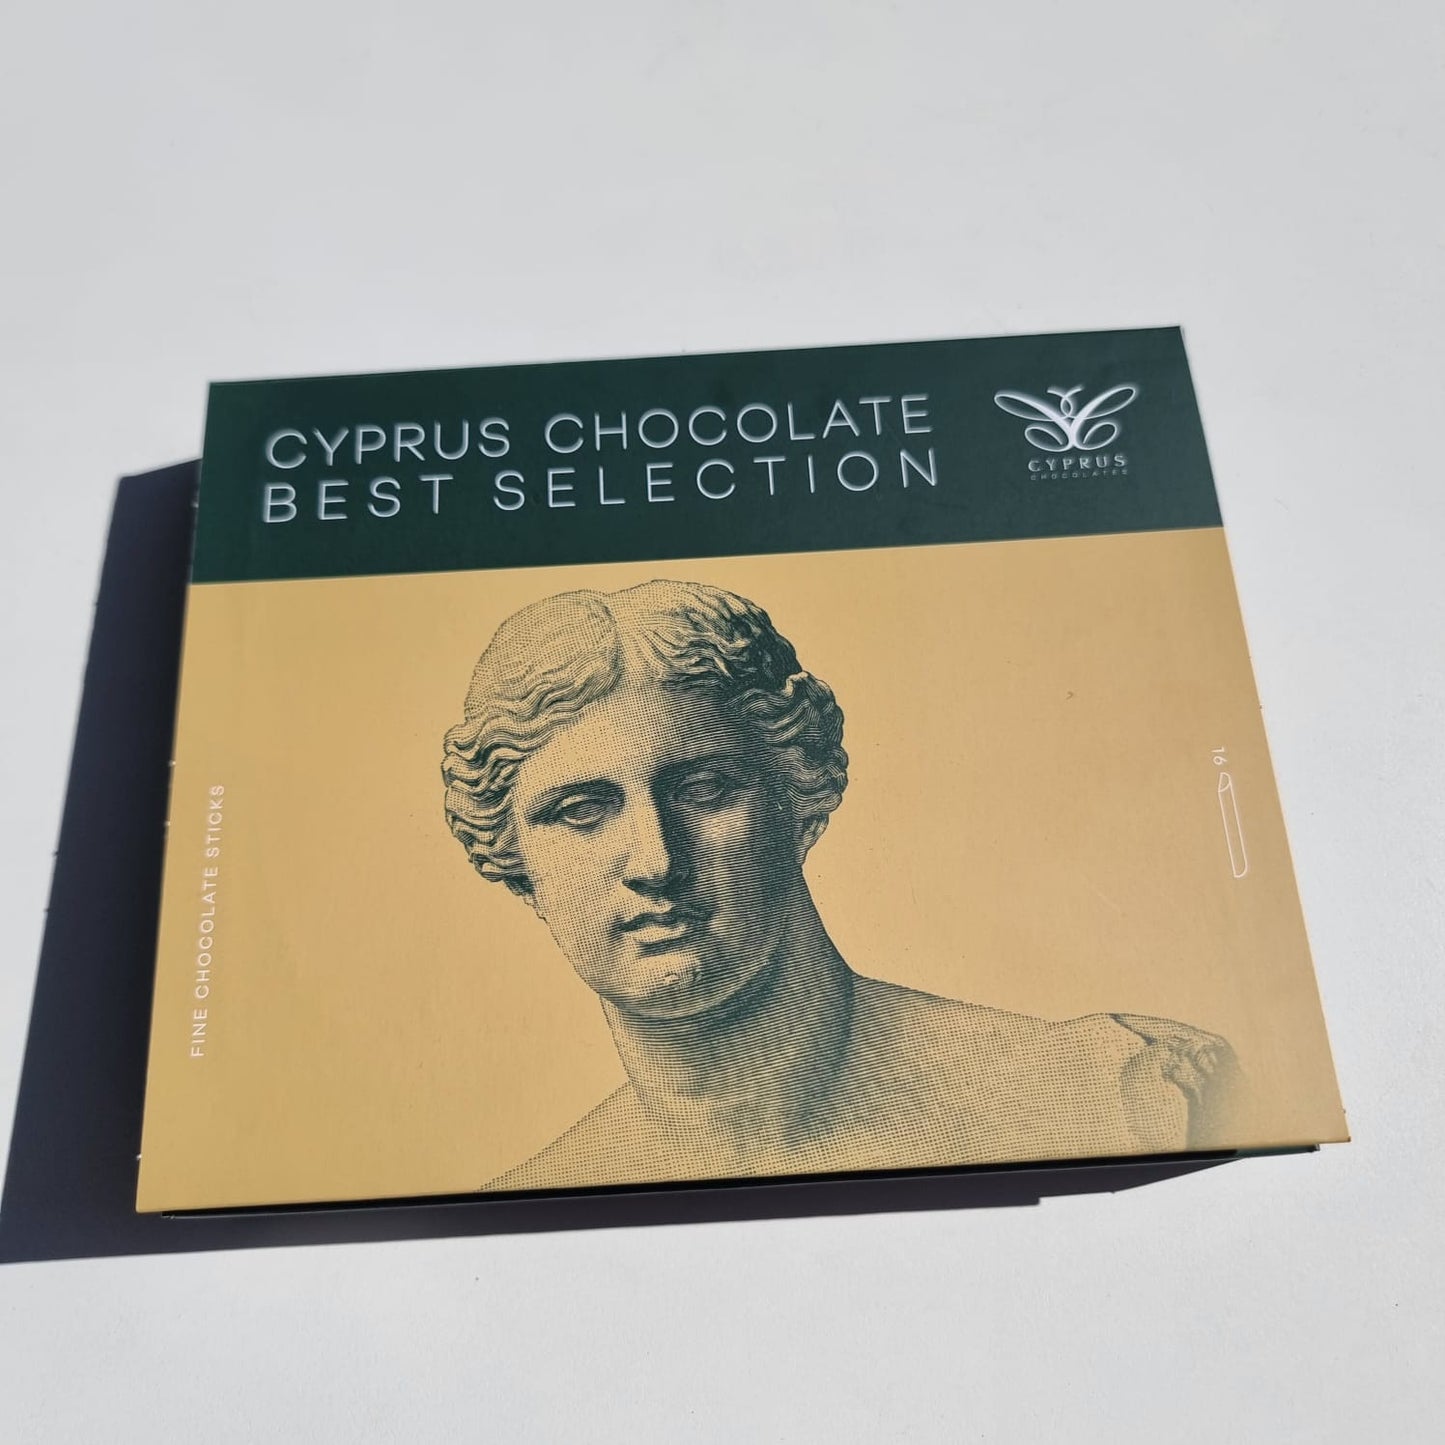 CYPRUS CHOCOLATE
BEST SELECTION
CYPRUS
CHOCOLATES
FINE CHOCOLATE STICKS
16